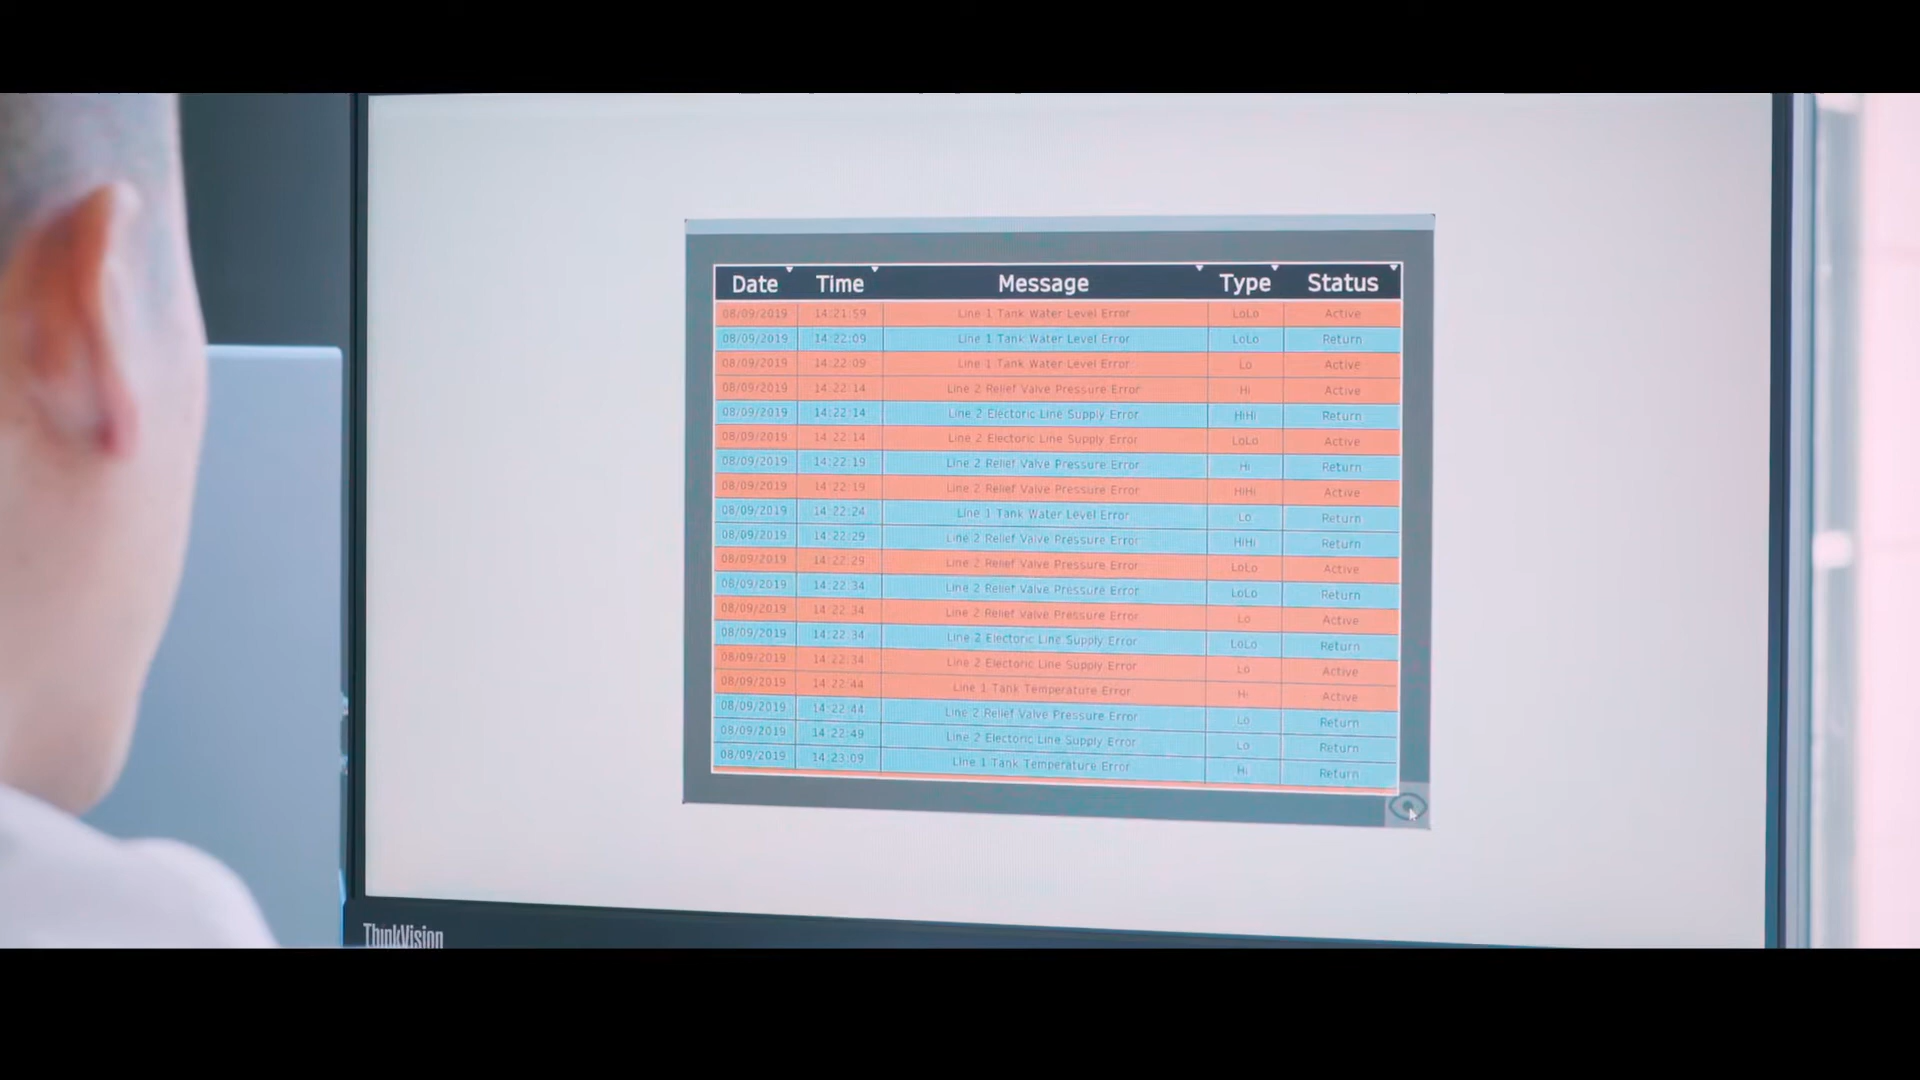 Date Time Message Type Status
08/09/2019 14:21:59 Line 1 Tank Water Level Error LoLo Active
08/09/2019 14:22:09 Line 1 Tank Water Level Error LoLo Return
08/09/2019 14:22:09 Line 1 Tank Water Level Error Lo Active
08/09/2019 14:22:14 Line 2 Relief Valve Pressure Error Hi Active
08/09/2019 14:22:14 Line 2 Electoric Line Supply Error HiHi Return
08/09/2019 14:22:14 Line 2 Electoric Line Supply Error LoLo Active
08/09/2019 14:22:19 Line 2 Relief Valve Pressure Error Hi Return
08/09/2019 14:22:19 Line 2 Relief Valve Pressure Error HiHi Active
08/09/2019 14:22:24 Line 1 Tank Water Level Error Lo Return
08/09/2019 14:22:29 Line 2 Relief Valve Pressure Error HiHi Return
08/09/2019 14:22:29 Line 2 Relief Valve Pressure Error LoLo Active
08/09/2019 14:22:34 Line 2 Relief Valve Pressure Error LoLo Return
08/09/2019 14:22:34 Line 2 Relief Valve Pressure Error Lo Active
08/09/2019 14:22:34 Line 2 Electoric Line Supply Error LoLo Return
08/09/2019 14:22:34 Line 2 Electoric Line Supply Error Lo Active
08/09/2019 14:22:44 Line 1 Tank Temperature Error Hi Active
08/09/2019 14:22:44 Line 2 Relief Valve Pressure Error Lo Return
08/09/2019 14:22:49 Line 2 Electoric Line Supply Error Lo Return
08/09/2019 14:23:09 Line 1 Tank Temperature Error Hi Return
ThinkVision